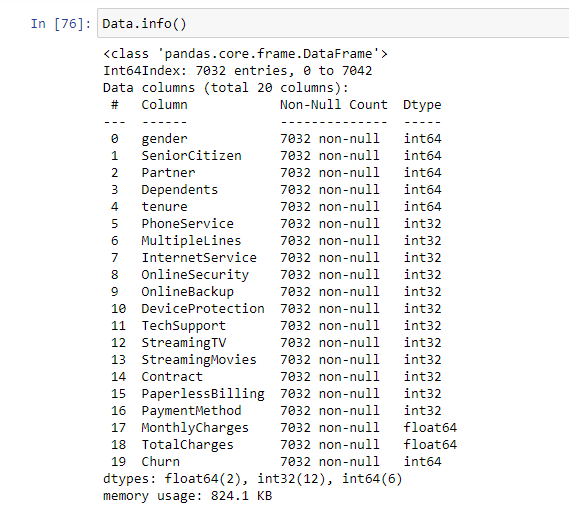 In [76]: Data.info()
<class 'pandas.core.frame.DataFrame'>
Int64Index: 7032 entries, 0 to 7042
Data columns (total 20 columns):
 #   Column            Non-Null Count  Dtype
---  ------            --------------  -----
 0   gender            7032 non-null   int64
 1   SeniorCitizen     7032 non-null   int64
 2   Partner           7032 non-null   int64
 3   Dependents        7032 non-null   int64
 4   tenure            7032 non-null   int64
 5   PhoneService      7032 non-null   int32
 6   MultipleLines     7032 non-null   int32
 7   InternetService   7032 non-null   int32
 8   OnlineSecurity    7032 non-null   int32
 9   OnlineBackup      7032 non-null   int32
 10  DeviceProtection  7032 non-null   int32
 11  TechSupport       7032 non-null   int32
 12  StreamingTV       7032 non-null   int32
 13  StreamingMovies   7032 non-null   int32
 14  Contract          7032 non-null   int32
 15  PaperlessBilling  7032 non-null   int32
 16  PaymentMethod     7032 non-null   int32
 17  MonthlyCharges    7032 non-null   float64
 18  TotalCharges      7032 non-null   float64
 19  Churn             7032 non-null   int64
dtypes: float64(2), int32(12), int64(6)
memory usage: 824.1 KB